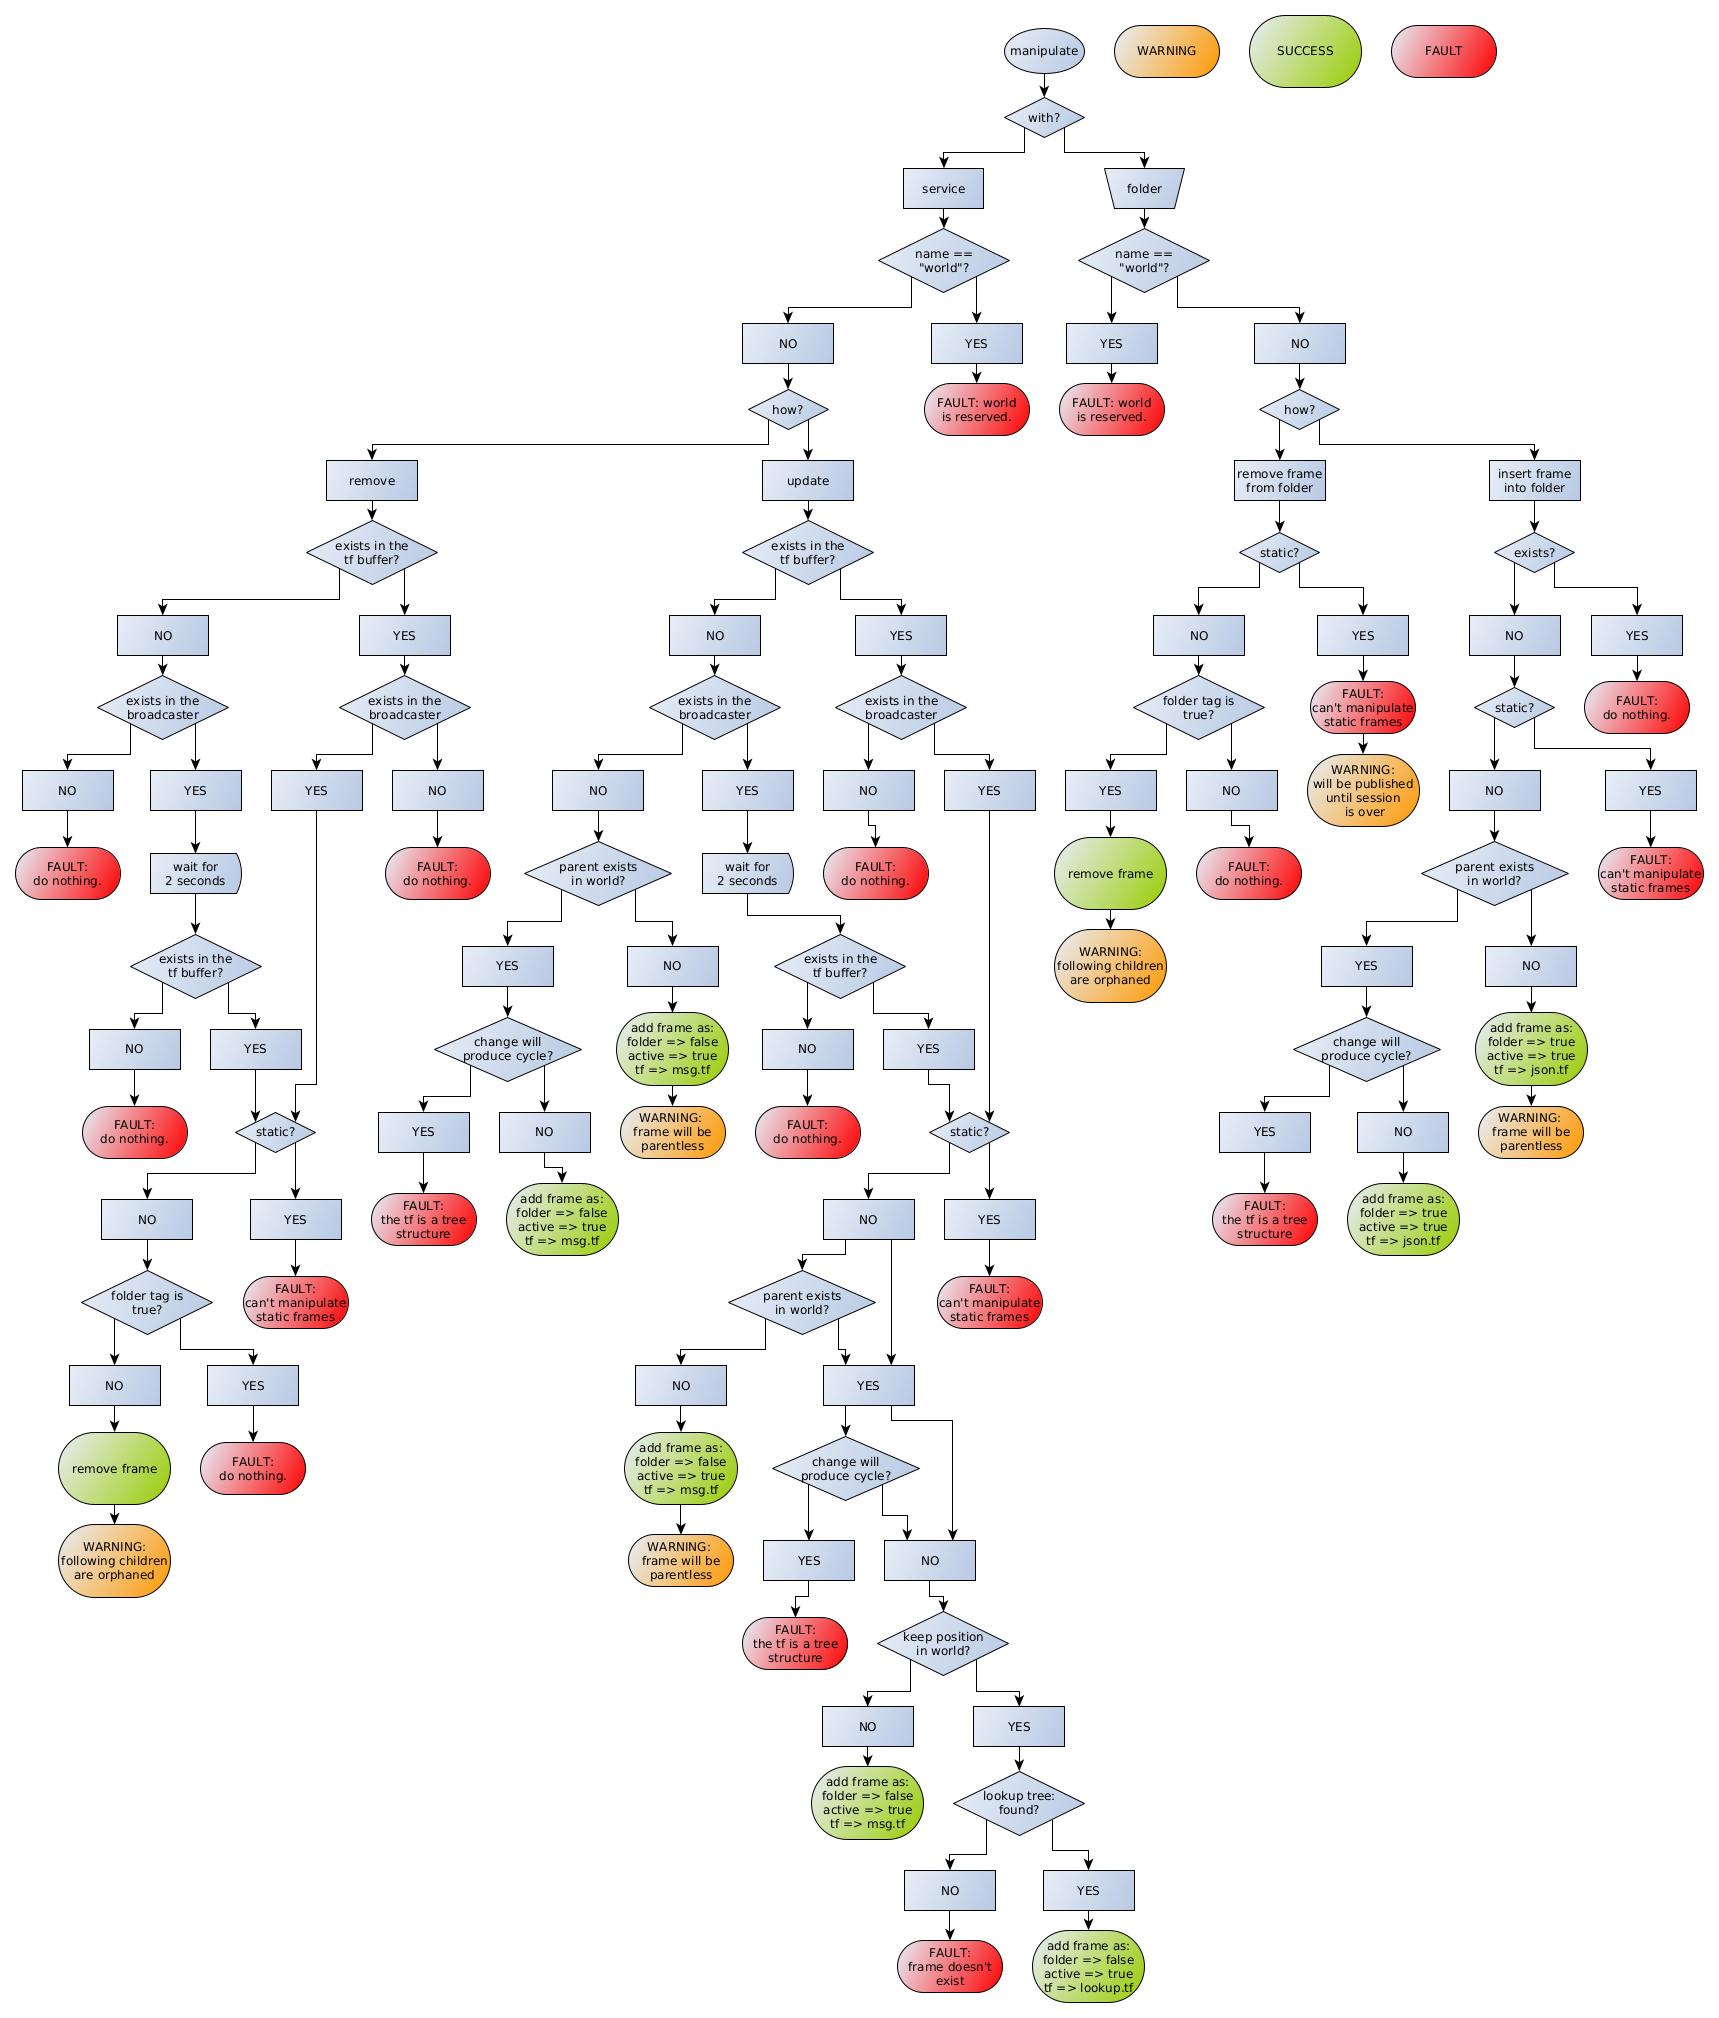 manipulate
WARNING
SUCCESS
FAULT
with?
service
folder
name ==
"world"?
name ==
"world"?
NO
YES
YES
NO
how?
FAULT: world
is reserved.
FAULT: world
is reserved.
how?
remove
update
remove frame
from folder
insert frame
into folder
exists in the
tf buffer?
exists in the
tf buffer?
static?
exists?
NO
YES
NO
YES
NO
YES
NO
YES
exists in the
broadcaster
exists in the
broadcaster
exists in the
broadcaster
exists in the
broadcaster
folder tag is
true?
FAULT:
can't manipulate
static frames
static?
FAULT:
do nothing.
NO
YES
YES
NO
NO
YES
NO
YES
YES
NO
WARNING:
will be published
until session
is over
NO
YES
FAULT:
do nothing.
wait for
2 seconds
FAULT:
do nothing.
parent exists
in world?
wait for
2 seconds
FAULT:
do nothing.
remove frame
FAULT:
do nothing.
parent exists
in world?
FAULT:
can't manipulate
static frames
exists in the
tf buffer?
YES
NO
exists in the
tf buffer?
WARNING:
following children
are orphaned
YES
NO
NO
YES
change will
produce cycle?
add frame as:
folder => false
active => true
tf => msg.tf
NO
YES
change will
produce cycle?
add frame as:
folder => true
active => true
tf => json.tf
FAULT:
do nothing.
static?
YES
NO
WARNING:
frame will be
parentless
FAULT:
do nothing.
static?
YES
NO
WARNING:
frame will be
parentless
NO
YES
FAULT:
the tf is a tree
structure
add frame as:
folder => false
active => true
tf => msg.tf
NO
YES
FAULT:
the tf is a tree
structure
add frame as:
folder => true
active => true
tf => json.tf
folder tag is
true?
FAULT:
can't manipulate
static frames
parent exists
in world?
FAULT:
can't manipulate
static frames
NO
YES
NO
YES
remove frame
FAULT:
do nothing.
add frame as:
folder => false
active => true
tf => msg.tf
change will
produce cycle?
WARNING:
following children
are orphaned
WARNING:
frame will be
parentless
YES
NO
FAULT:
the tf is a tree
structure
keep position
in world?
NO
YES
add frame as:
folder => false
active => true
tf => msg.tf
lookup tree:
found?
NO
YES
FAULT:
frame doesn't
exist
add frame as:
folder => false
active => true
tf => lookup.tf